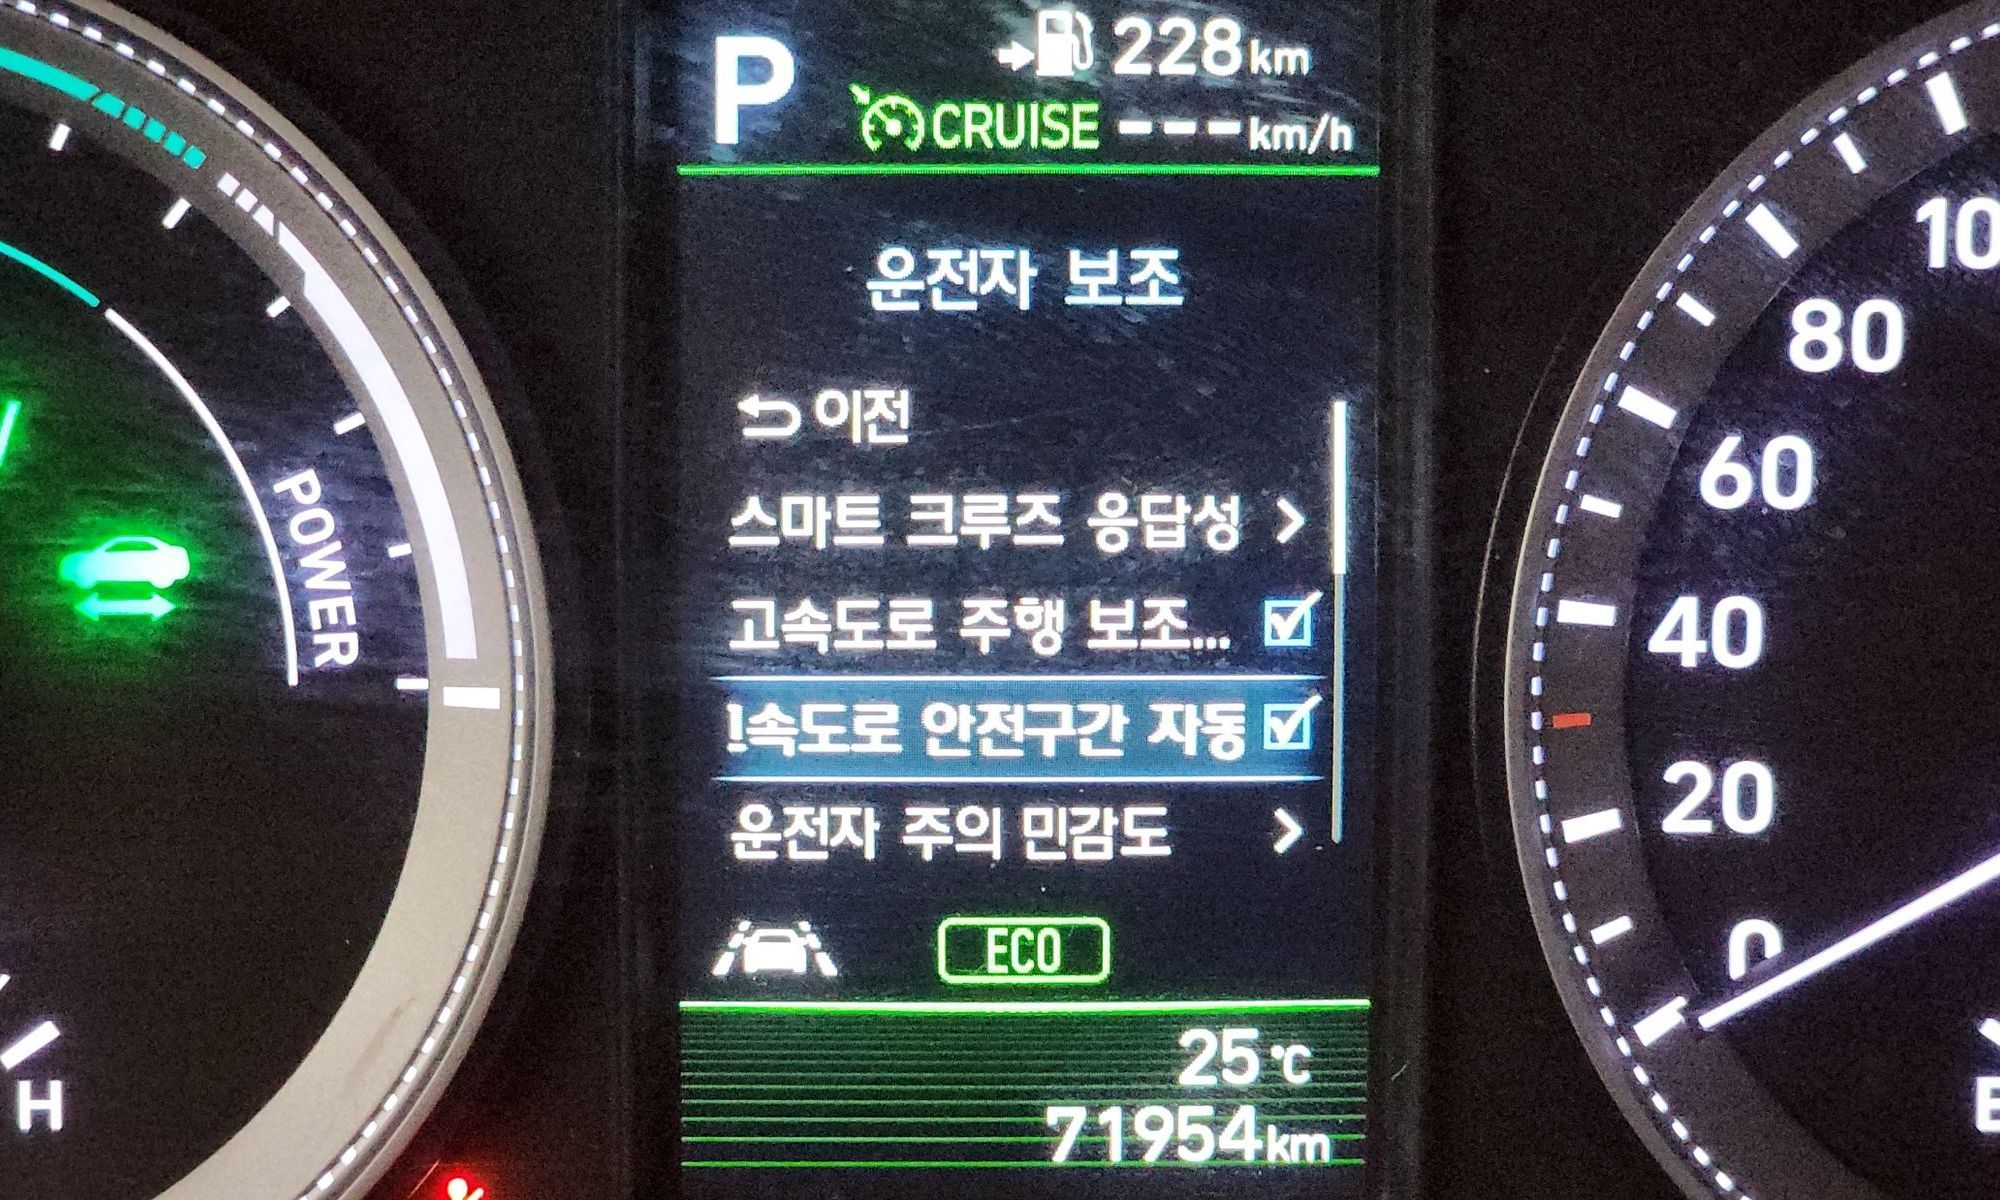 P
228km
CRUISE ---km/h
운전자 보조
이전
스마트 크루즈 응답성
고속도로 주행 보조...
속도로 안전구간 자동
운전자 주의 민감도
ECO
25℃
71954km
POWER
H
100
80
60
40
20
0